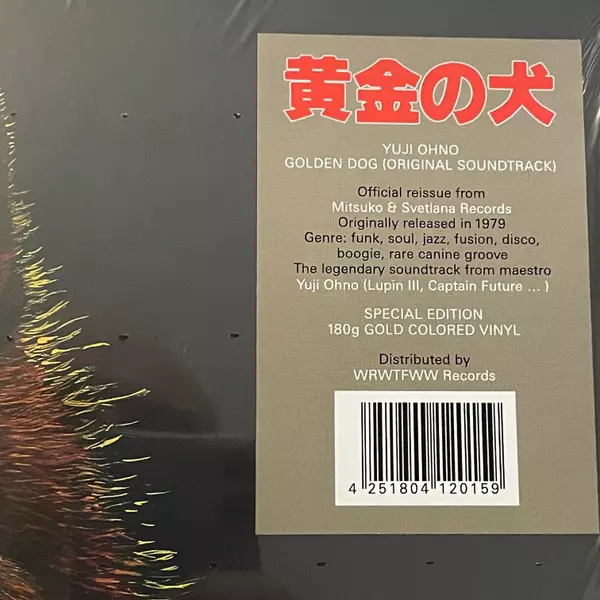 黄金の犬
YUJI OHNO
GOLDEN DOG (ORIGINAL SOUNDTRACK)
Official reissue from
Mitsuko & Svetlana Records
Originally released in 1979
Genre: funk, soul, jazz, fusion, disco,
boogie, rare canine groove
The legendary soundtrack from maestro
Yuji Ohno (Lupin III, Captain Future ... )
SPECIAL EDITION
180g GOLD COLORED VINYL
Distributed by
WRWTFWW Records
4 251804 120159